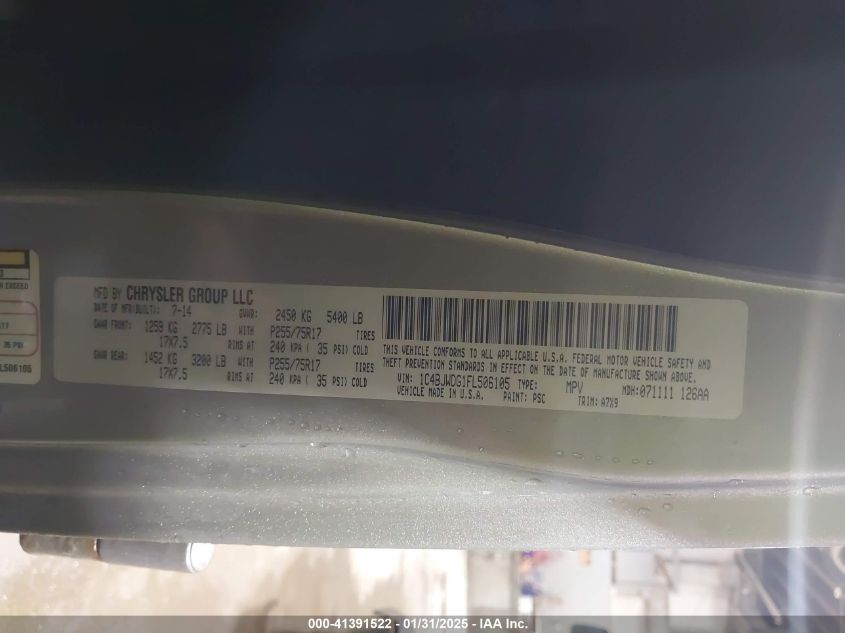 EXCEED
35 PSI
L506105
MFD BY CHRYSLER GROUP LLC
DATE OF MFR(BUILT): 7-14 GVWR: 2450 KG 5400 LB
GAWR FRONT: 1259 KG 2775 LB WITH P255/75R17 TIRES
17X7.5 RIMS AT 240 KPA ( 35 PSI) COLD
GAWR REAR: 1452 KG 3200 LB WITH P255/75R17 TIRES
17X7.5 RIMS AT 240 KPA ( 35 PSI) COLD
THIS VEHICLE CONFORMS TO ALL APPLICABLE U.S.A. FEDERAL MOTOR VEHICLE SAFETY AND
THEFT PREVENTION STANDARDS IN EFFECT ON THE DATE OF MANUFACTURE SHOWN ABOVE.
VIN: 1C4BJWDG1FL506105 TYPE: MPV MDH: 071111 126AA
VEHICLE MADE IN U.S.A. PAINT: PSC TRIM: A7X9
000-41391522 - 01/31/2025 - IAA Inc.